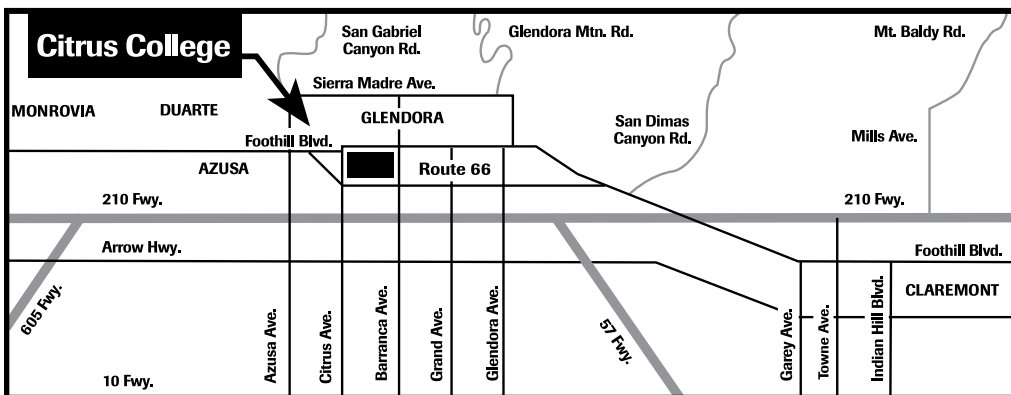 Citrus College
San Gabriel
Canyon Rd.
Glendora Mtn. Rd.
Mt. Baldy Rd.
Sierra Madre Ave.
MONROVIA
DUARTE
GLENDORA
San Dimas
Canyon Rd.
Foothill Blvd.
Mills Ave.
AZUSA
Route 66
210 Fwy.
210 Fwy.
Arrow Hwy.
Foothill Blvd.
605 Fwy.
Azusa Ave.
Citrus Ave.
Barranca Ave.
Grand Ave.
Glendora Ave.
57 Fwy.
Garey Ave.
Towne Ave.
Indian Hill Blvd.
CLAREMONT
10 Fwy.